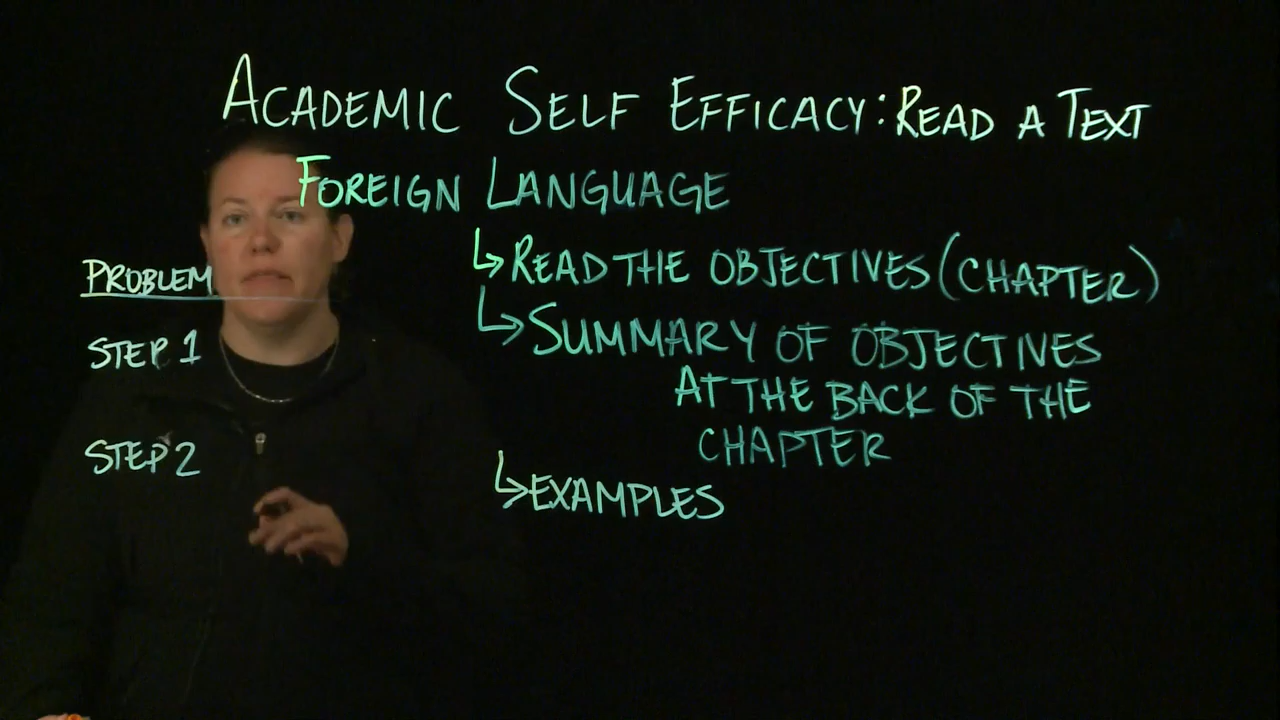 ACADEMIC SELF EFFICACY: READ A TEXT
FOREIGN LANGUAGE
PROBLEM
STEP 1
STEP 2
↳ READ THE OBJECTIVES (CHAPTER)
↳ SUMMARY OF OBJECTIVES
AT THE BACK OF THE
CHAPTER
↳ EXAMPLES